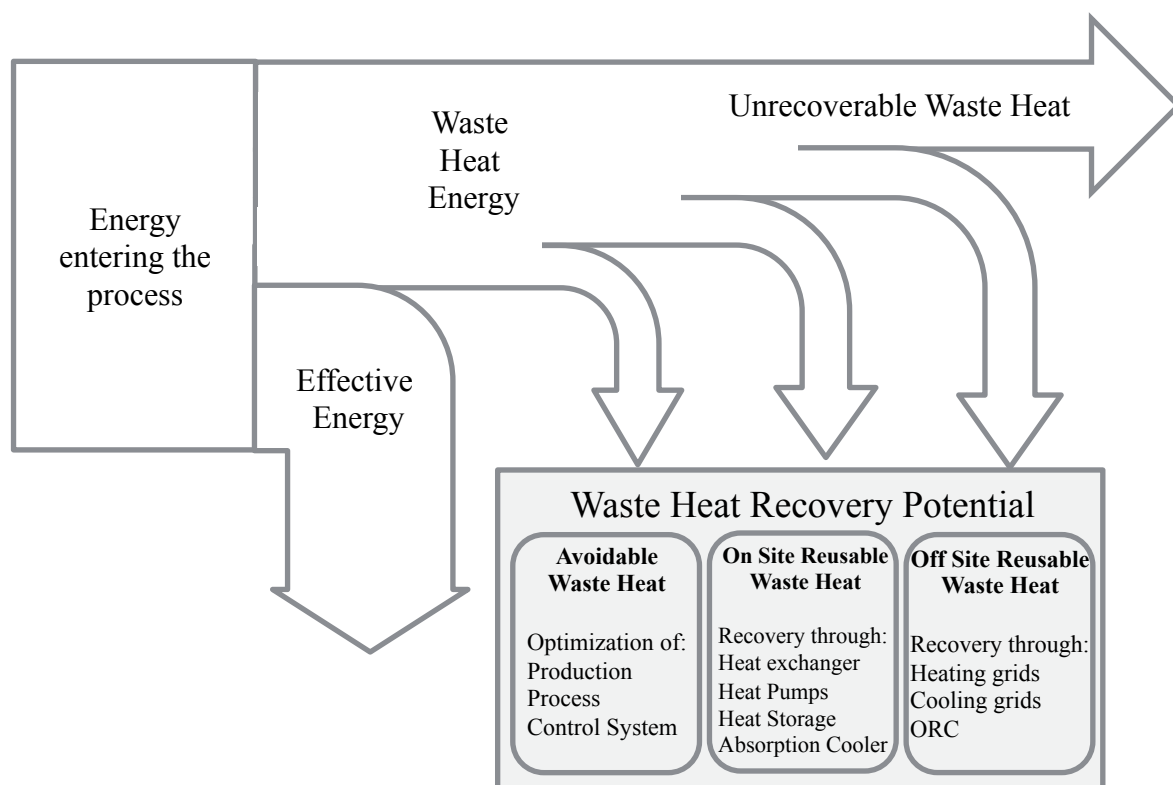 Energy
entering the
process
Waste
Heat
Energy
Unrecoverable Waste Heat
Effective
Energy
Waste Heat Recovery Potential
Avoidable
Waste Heat
Optimization of:
Production
Process
Control System
On Site Reusable
Waste Heat
Recovery through:
Heat exchanger
Heat Pumps
Heat Storage
Absorption Cooler
Off Site Reusable
Waste Heat
Recovery through:
Heating grids
Cooling grids
ORC